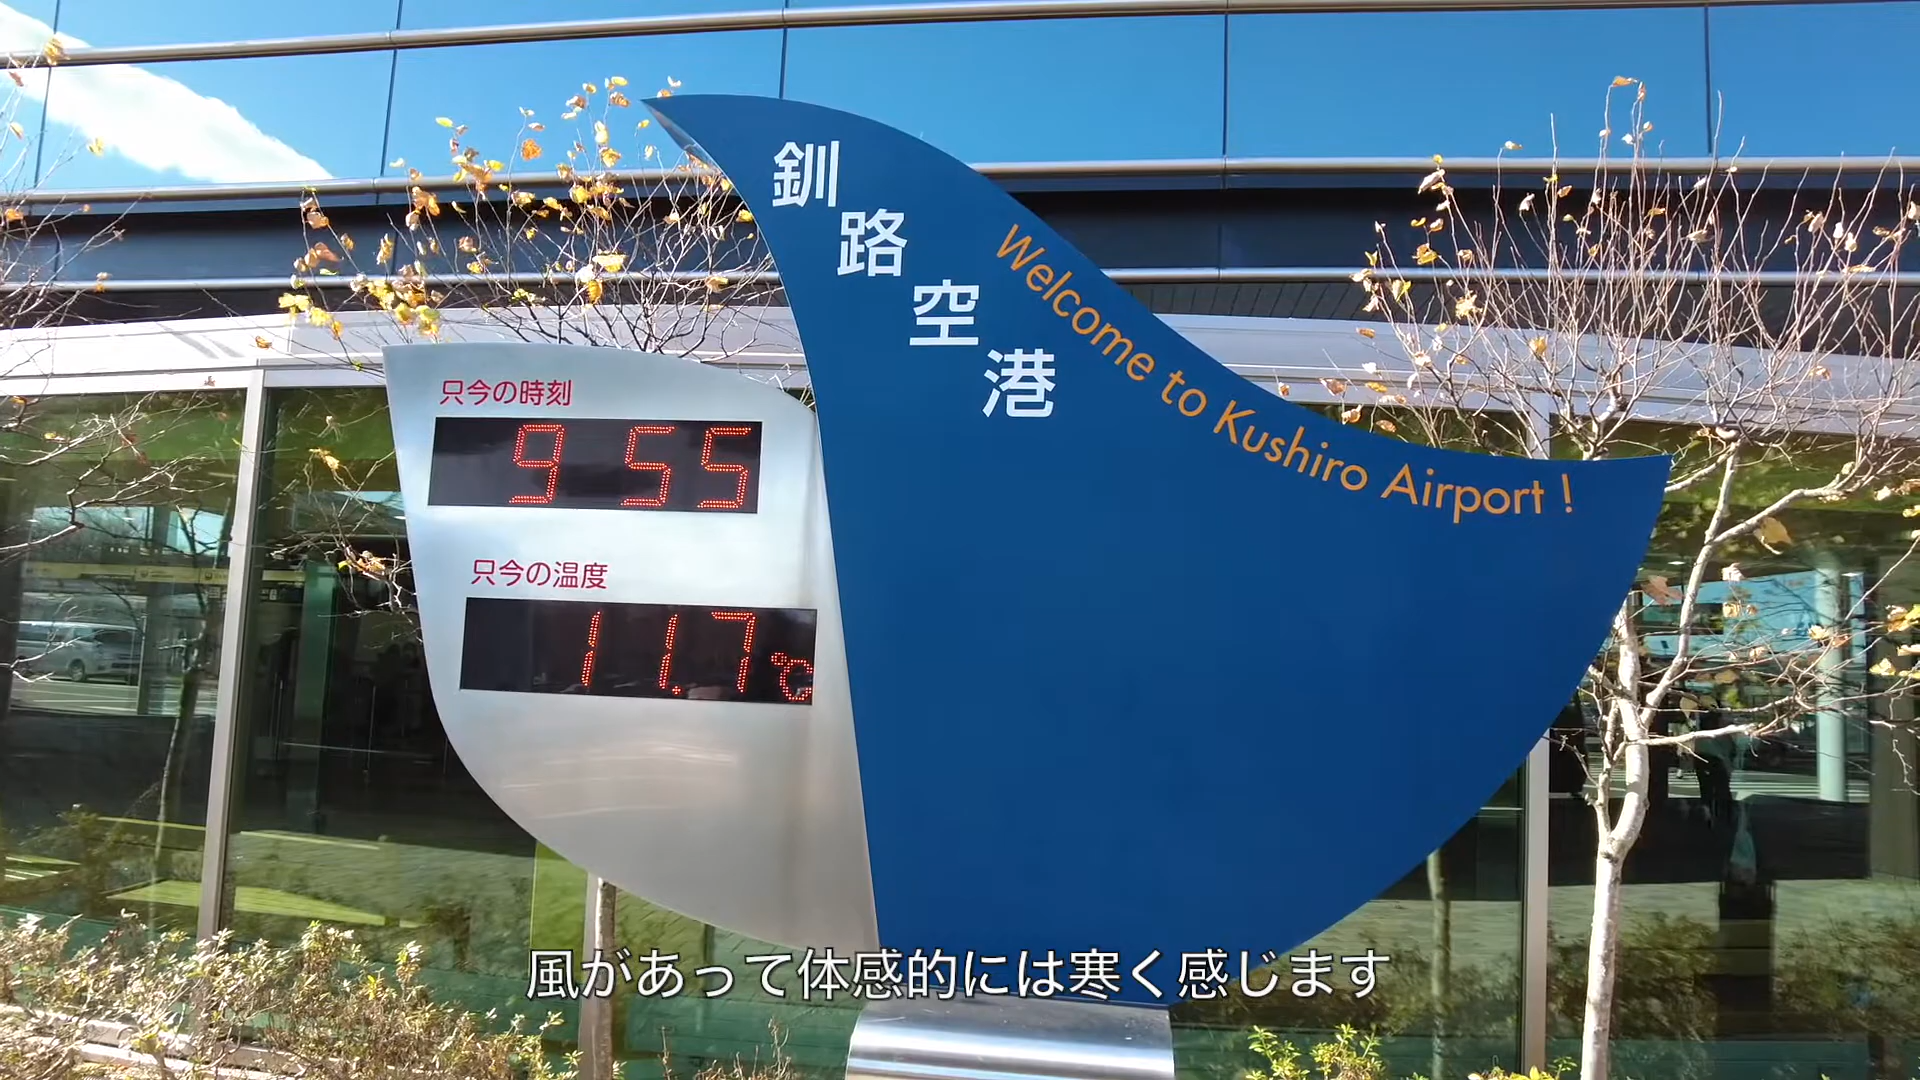 釧路空港
Welcome to Kushiro Airport !
只今の時刻
9 55
只今の温度
11.7℃
風があって体感的には寒く感じます